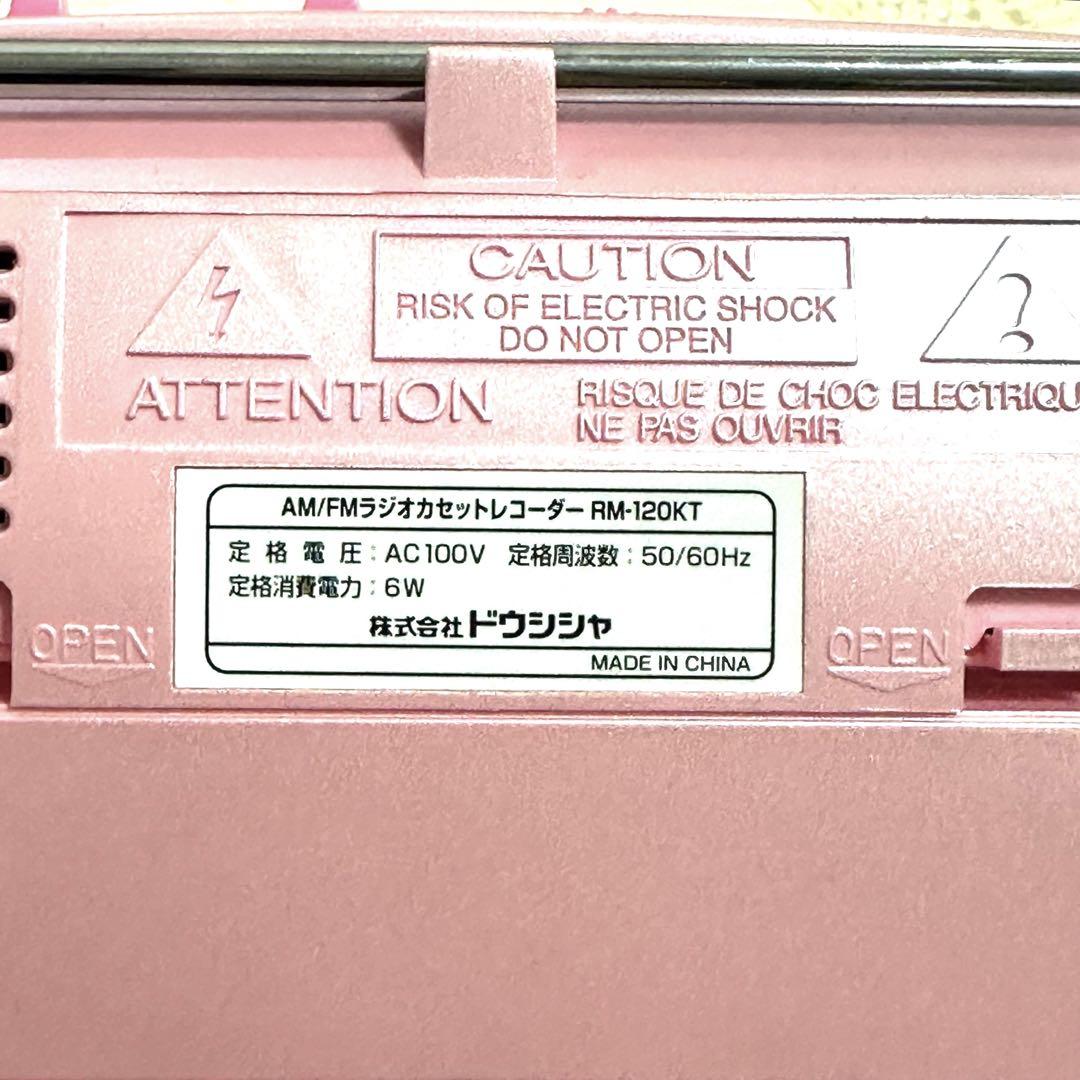 CAUTION
RISK OF ELECTRIC SHOCK
DO NOT OPEN
?
ATTENTION
RISQUE DE CHOC ELECTRIQU
NE PAS OUVRIR
AM/FMラジオカセットレコーダー RM-120KT
定格電圧：AC100V 定格周波数：50/60Hz
定格消費電力：6W
株式会社ドウシシャ
MADE IN CHINA
OPEN
OPEN